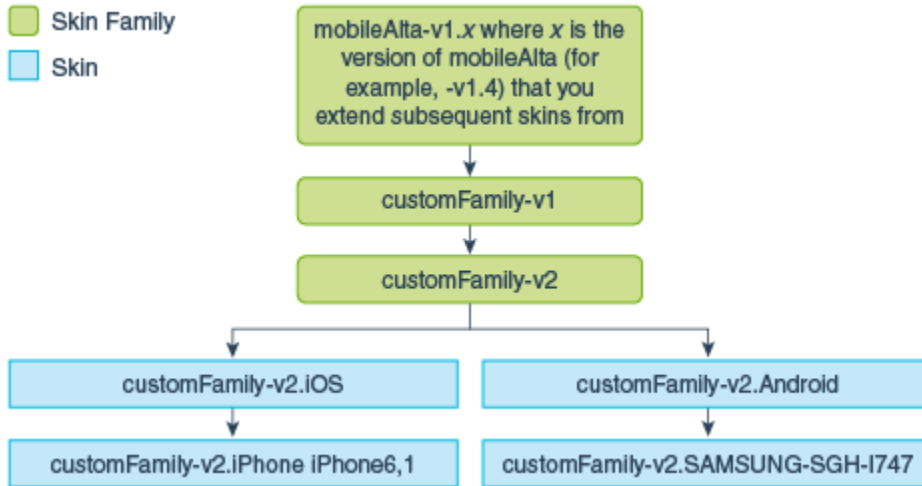 Skin Family
Skin
mobileAlta-v1.x where x is the
version of mobileAlta (for
example, -v1.4) that you
extend subsequent skins from
customFamily-v1
customFamily-v2
customFamily-v2.iOS
customFamily-v2.Android
customFamily-v2.iPhone iPhone6,1
customFamily-v2.SAMSUNG-SGH-I747